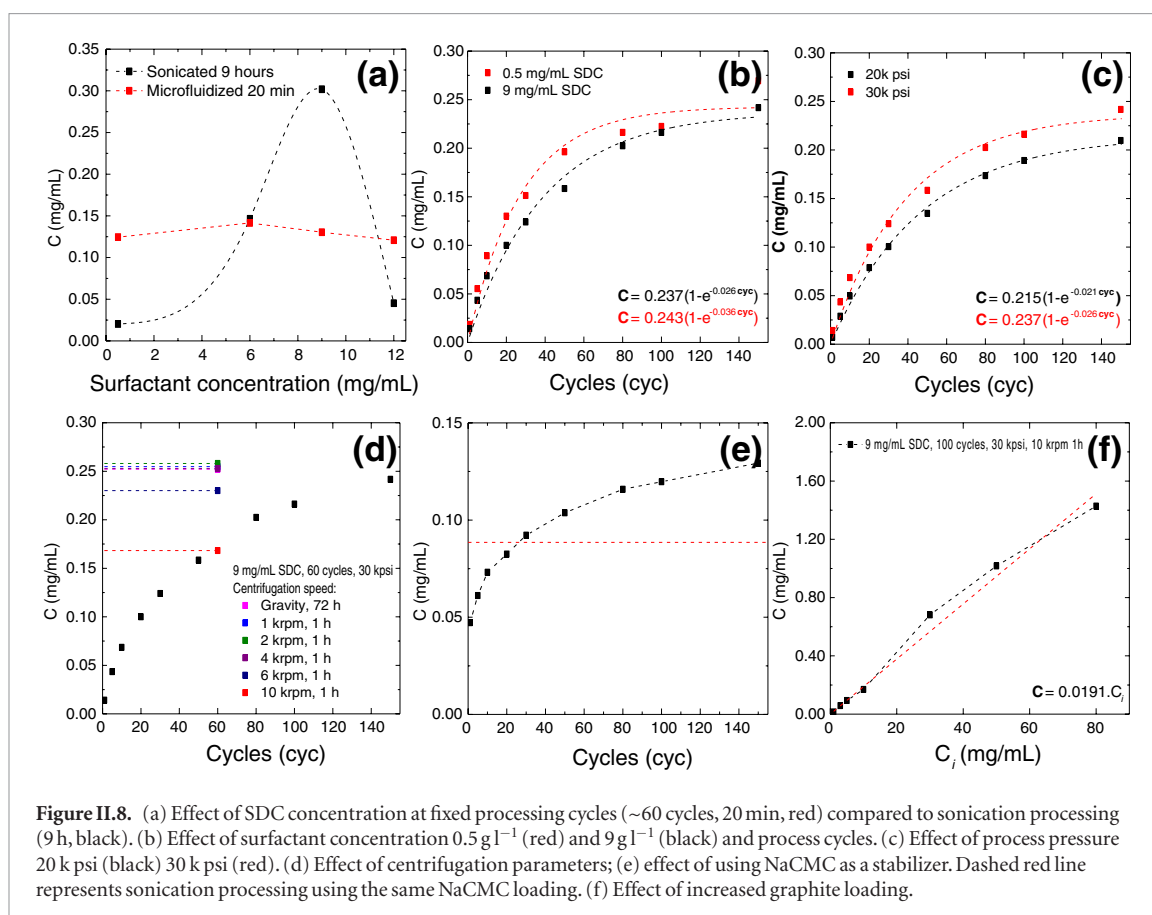 (a)
Sonicated 9 hours
Microfluidized 20 min
C (mg/mL)
0.35
0.30
0.25
0.20
0.15
0.10
0.05
0.00
0 2 4 6 8 10 12
Surfactant concentration (mg/mL)
(b)
0.5 mg/mL SDC
9 mg/mL SDC
C (mg/mL)
0.30
0.25
0.20
0.15
0.10
0.05
0.00
C = 0.237(1-e^-0.026 cyc)
C = 0.243(1-e^-0.036 cyc)
0 20 40 60 80 100 120 140
Cycles (cyc)
(c)
20k psi
30k psi
C (mg/mL)
0.30
0.25
0.20
0.15
0.10
0.05
0.00
C = 0.215(1-e^-0.021 cyc)
C = 0.237(1-e^-0.026 cyc)
0 20 40 60 80 100 120 140
Cycles (cyc)
(d)
C (mg/mL)
0.30
0.25
0.20
0.15
0.10
0.05
0.00
9 mg/mL SDC, 60 cycles, 30 kpsi
Centrifugation speed:
Gravity, 72 h
1 krpm, 1 h
2 krpm, 1 h
4 krpm, 1 h
6 krpm, 1 h
10 krpm, 1 h
0 20 40 60 80 100 120 140
Cycles (cyc)
(e)
C (mg/mL)
0.15
0.10
0.05
0.00
0 20 40 60 80 100 120 140
Cycles (cyc)
(f)
9 mg/mL SDC, 100 cycles, 30 kpsi, 10 krpm 1h
C (mg/mL)
2.00
1.60
1.20
0.80
0.40
0.00
C = 0.0191.Ci
20 40 60 80
Ci (mg/mL)
Figure II.8. (a) Effect of SDC concentration at fixed processing cycles (~60 cycles, 20 min, red) compared to sonication processing
(9 h, black). (b) Effect of surfactant concentration 0.5 g l−1 (red) and 9 g l−1 (black) and process cycles. (c) Effect of process pressure
20 k psi (black) 30 k psi (red). (d) Effect of centrifugation parameters; (e) effect of using NaCMC as a stabilizer. Dashed red line
represents sonication processing using the same NaCMC loading. (f) Effect of increased graphite loading.